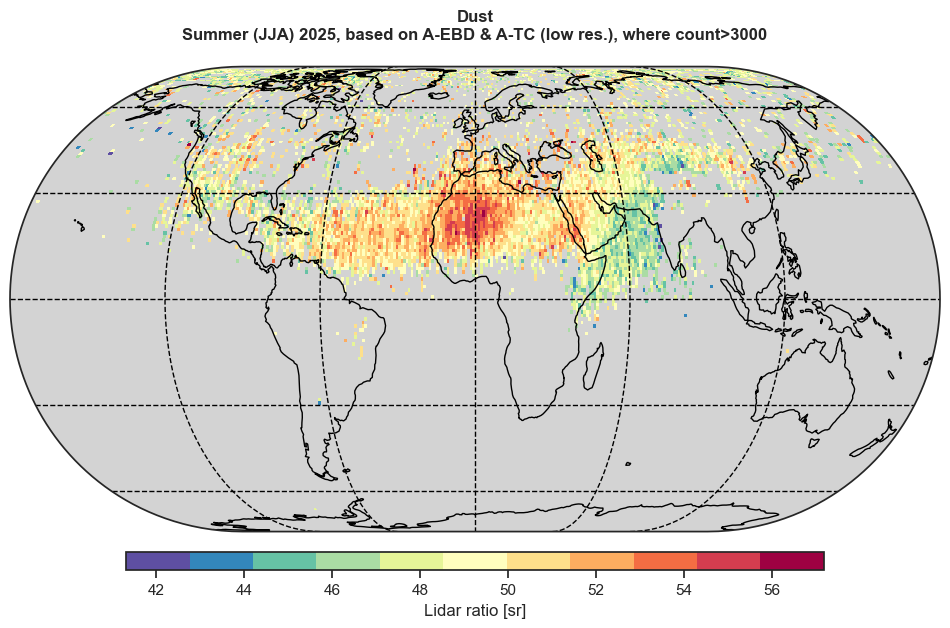 Dust
Summer (JJA) 2025, based on A-EBD & A-TC (low res.), where count>3000
42 44 46 48 50 52 54 56
Lidar ratio [sr]